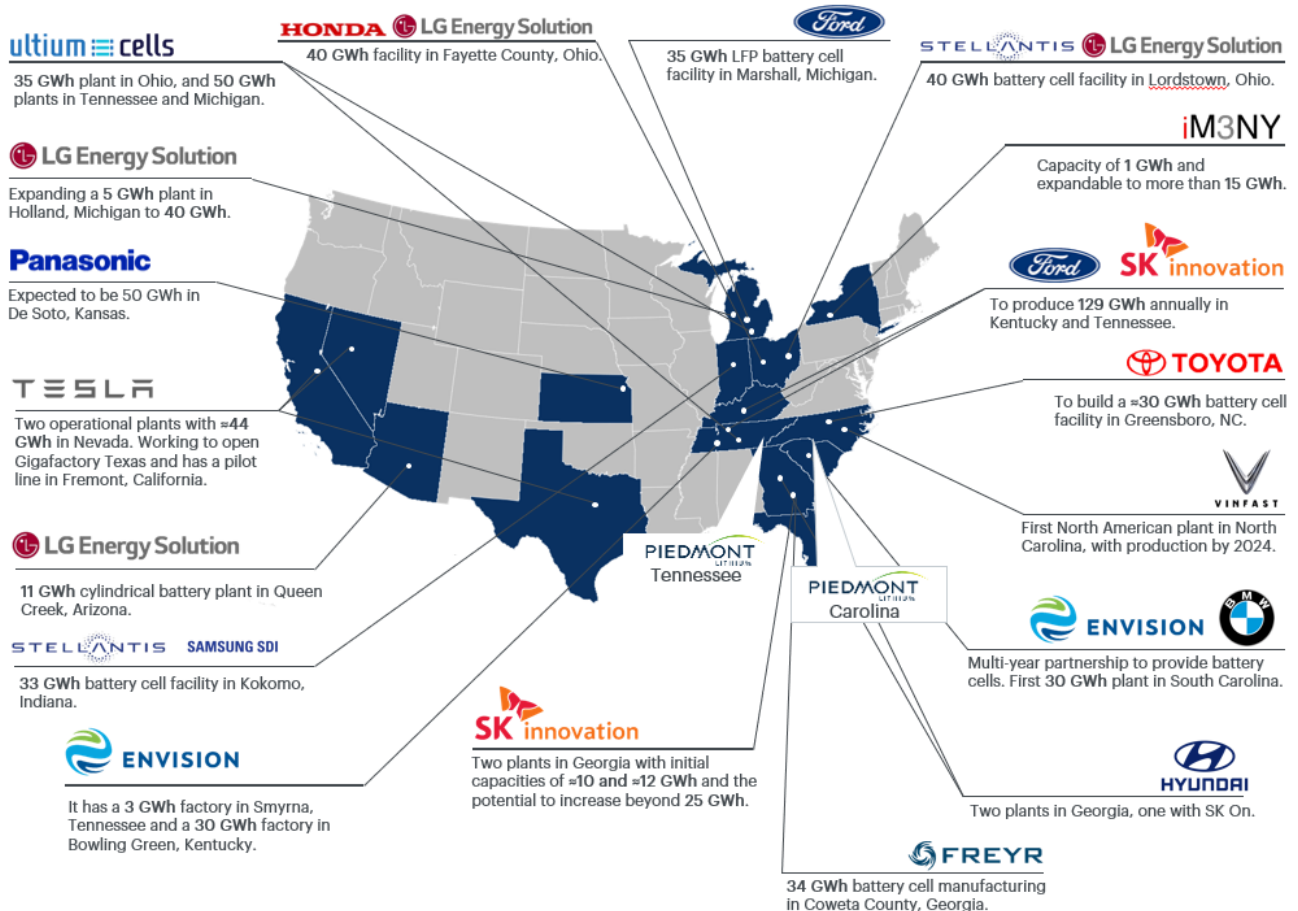 ultium cells
35 GWh plant in Ohio, and 50 GWh
plants in Tennessee and Michigan.
HONDA LG Energy Solution
40 GWh facility in Fayette County, Ohio.
Ford
35 GWh LFP battery cell
facility in Marshall, Michigan.
STELLANTIS LG Energy Solution
40 GWh battery cell facility in Lordstown, Ohio.
iM3NY
Capacity of 1 GWh and
expandable to more than 15 GWh.
LG Energy Solution
Expanding a 5 GWh plant in
Holland, Michigan to 40 GWh.
Ford SK innovation
To produce 129 GWh annually in
Kentucky and Tennessee.
Panasonic
Expected to be 50 GWh in
De Soto, Kansas.
TOYOTA
To build a ≈30 GWh battery cell
facility in Greensboro, NC.
TESLA
Two operational plants with ≈44
GWh in Nevada. Working to open
Gigafactory Texas and has a pilot
line in Fremont, California.
VINFAST
First North American plant in North
Carolina, with production by 2024.
LG Energy Solution
11 GWh cylindrical battery plant in Queen
Creek, Arizona.
PIEDMONT
LITHIUM
Tennessee
PIEDMONT
LITHIUM
Carolina
ENVISION BMW
Multi-year partnership to provide battery
cells. First 30 GWh plant in South Carolina.
STELLANTIS SAMSUNG SDI
33 GWh battery cell facility in Kokomo,
Indiana.
SK innovation
Two plants in Georgia with initial
capacities of ≈10 and ≈12 GWh and the
potential to increase beyond 25 GWh.
ENVISION
It has a 3 GWh factory in Smyrna,
Tennessee and a 30 GWh factory in
Bowling Green, Kentucky.
HYUNDAI
Two plants in Georgia, one with SK On.
FREYR
34 GWh battery cell manufacturing
in Coweta County, Georgia.